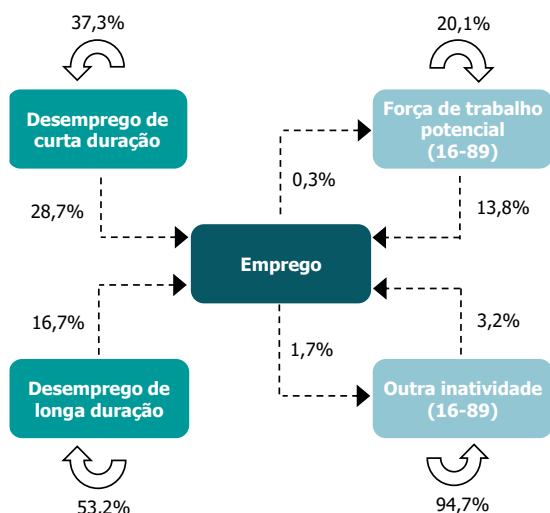 37,3%
20,1%
Desemprego de
curta duração
Força de trabalho
potencial
(16-89)
0,3%
28,7%
13,8%
Emprego
16,7%
3,2%
1,7%
Desemprego de
longa duração
Outra inatividade
(16-89)
53,2%
94,7%